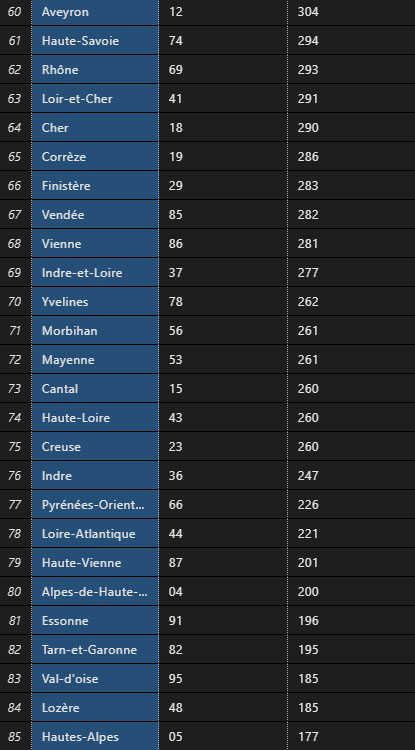 60 Aveyron 12 304
61 Haute-Savoie 74 294
62 Rhône 69 293
63 Loir-et-Cher 41 291
64 Cher 18 290
65 Corrèze 19 286
66 Finistère 29 283
67 Vendée 85 282
68 Vienne 86 281
69 Indre-et-Loire 37 277
70 Yvelines 78 262
71 Morbihan 56 261
72 Mayenne 53 261
73 Cantal 15 260
74 Haute-Loire 43 260
75 Creuse 23 260
76 Indre 36 247
77 Pyrénées-Orient... 66 226
78 Loire-Atlantique 44 221
79 Haute-Vienne 87 201
80 Alpes-de-Haute-... 04 200
81 Essonne 91 196
82 Tarn-et-Garonne 82 195
83 Val-d'oise 95 185
84 Lozère 48 185
85 Hautes-Alpes 05 177